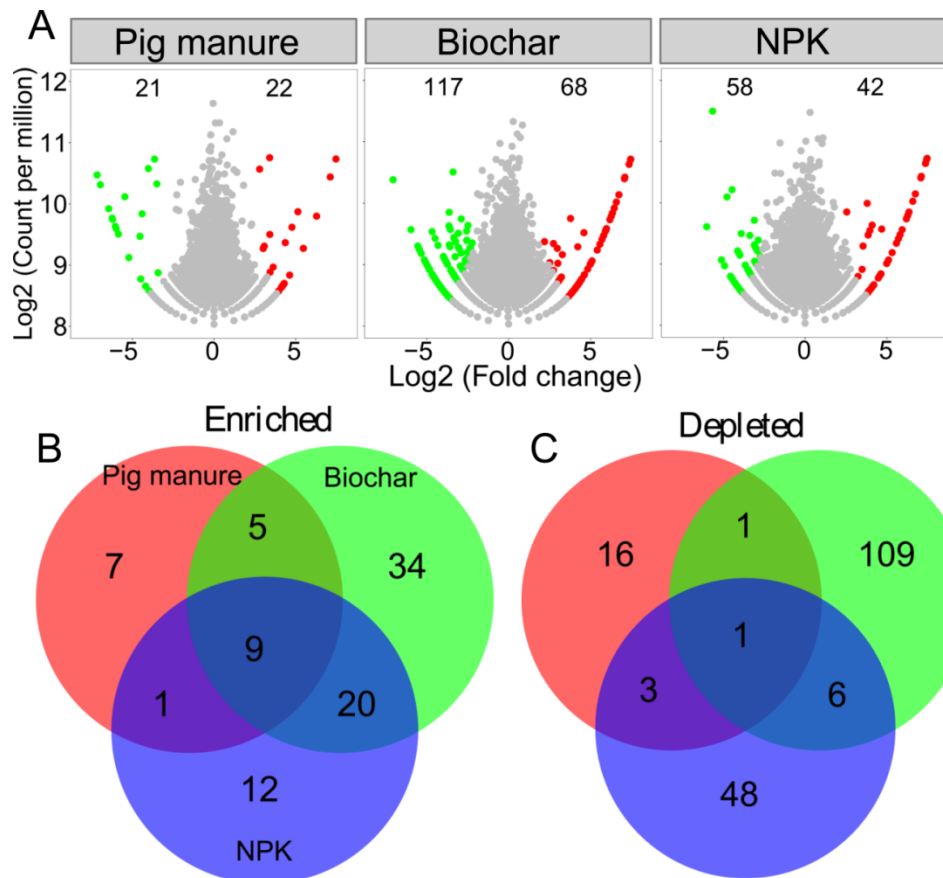 A
Pig manure Biochar NPK
12 21 22 117 68 58 42
11
10
9
8
Log2 (Count per million)
−5 0 5 −5 0 5 −5 0 5
Log2 (Fold change)
B Enriched C Depleted
Pig manure Biochar
5 1
7 34 16 109
9 1
1 20 3 6
12 48
NPK